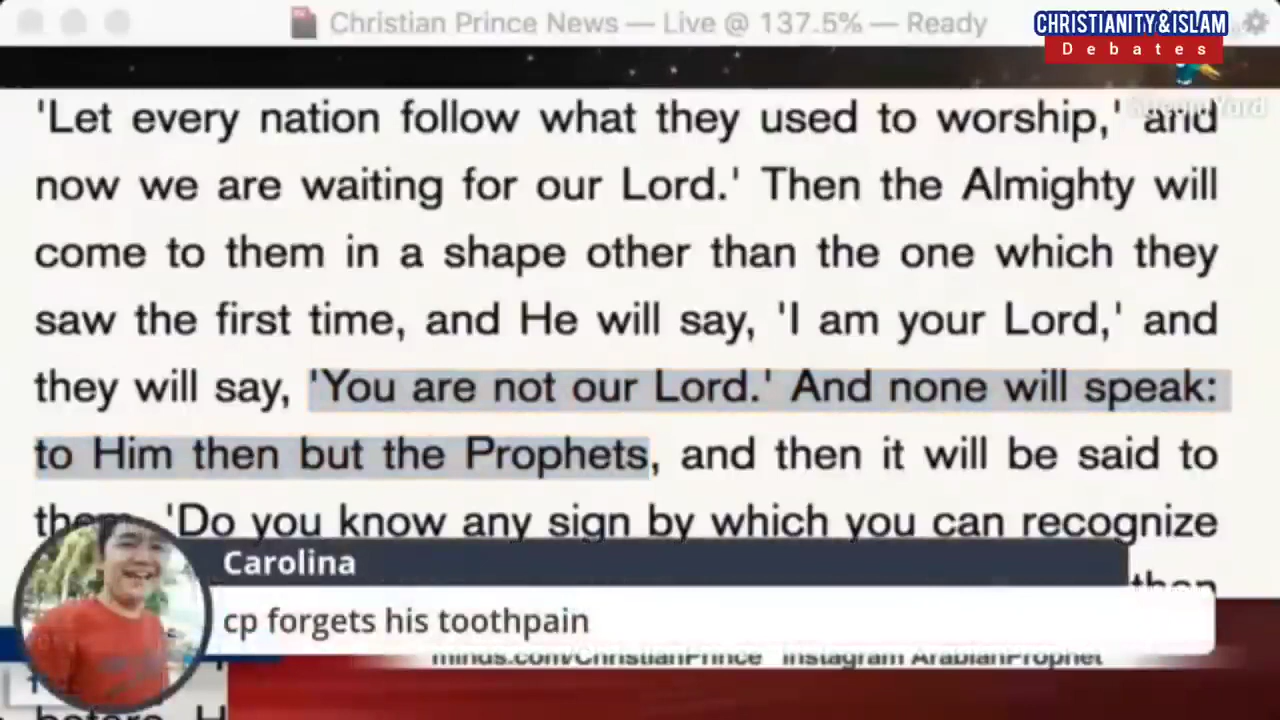 Christian Prince News — Live @ 137.5% — Ready
CHRISTIANITY & ISLAM
Debates
'Let every nation follow what they used to worship,' and
now we are waiting for our Lord.' Then the Almighty will
come to them in a shape other than the one which they
saw the first time, and He will say, 'I am your Lord,' and
they will say, 'You are not our Lord.' And none will speak:
to Him then but the Prophets, and then it will be said to
them, 'Do you know any sign by which you can recognize
then
Carolina
cp forgets his toothpain
minds.com/ChristianPrince Instagram ArabianProphet
before H